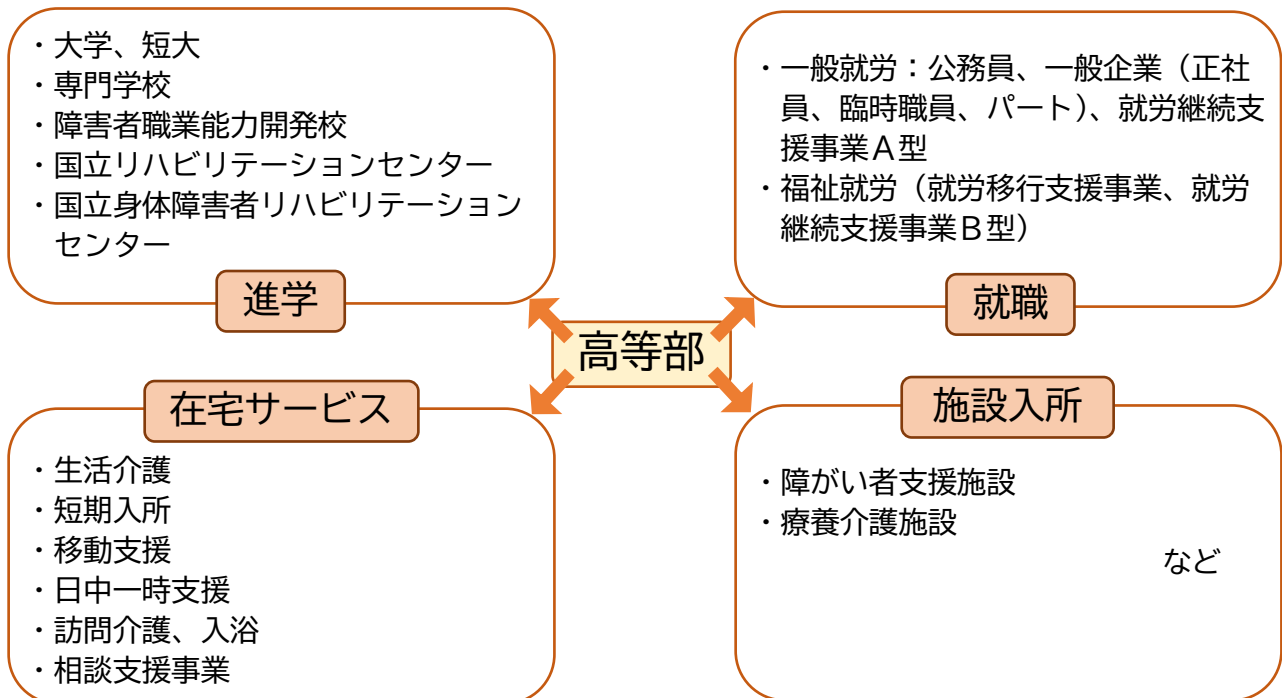 ・大学、短大
・専門学校
・障害者職業能力開発校
・国立リハビリテーションセンター
・国立身体障害者リハビリテーション
センター
進学
・一般就労：公務員、一般企業（正社
員、臨時職員、パート）、就労継続支
援事業Ａ型
・福祉就労（就労移行支援事業、就労
継続支援事業Ｂ型）
就職
高等部
在宅サービス
・生活介護
・短期入所
・移動支援
・日中一時支援
・訪問介護、入浴
・相談支援事業
施設入所
・障がい者支援施設
・療養介護施設
など